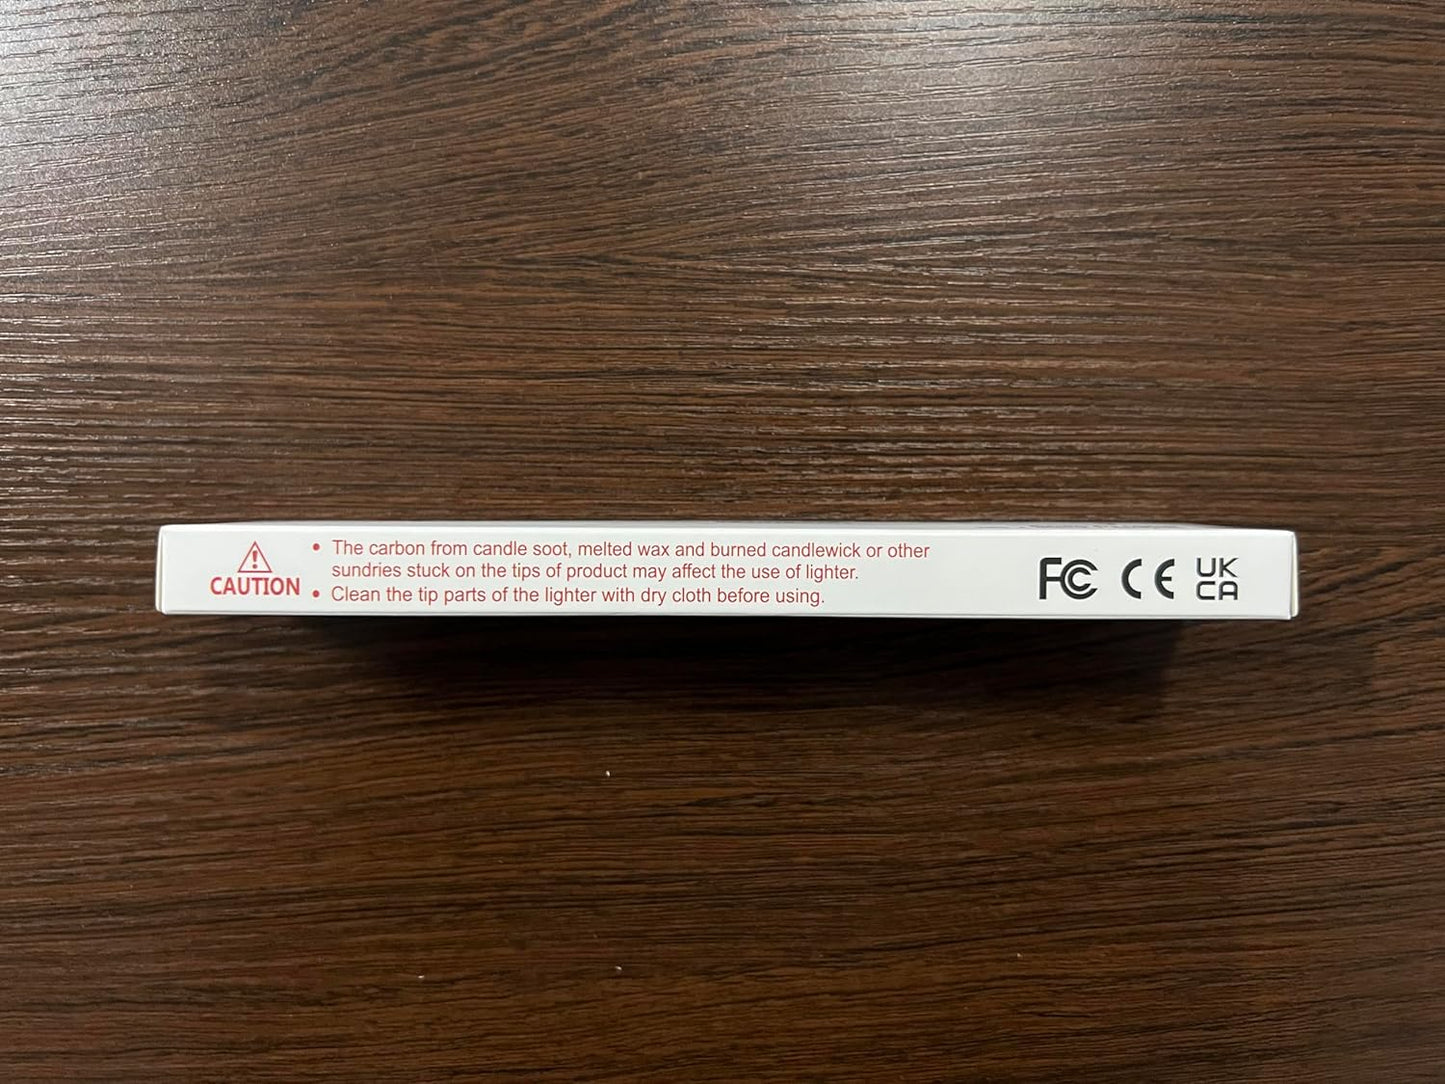 • The carbon from candle soot, melted wax and burned candlewick or other
sundries stuck on the tips of product may affect the use of lighter.
CAUTION
• Clean the tip parts of the lighter with dry cloth before using.
FC CE UK
CA